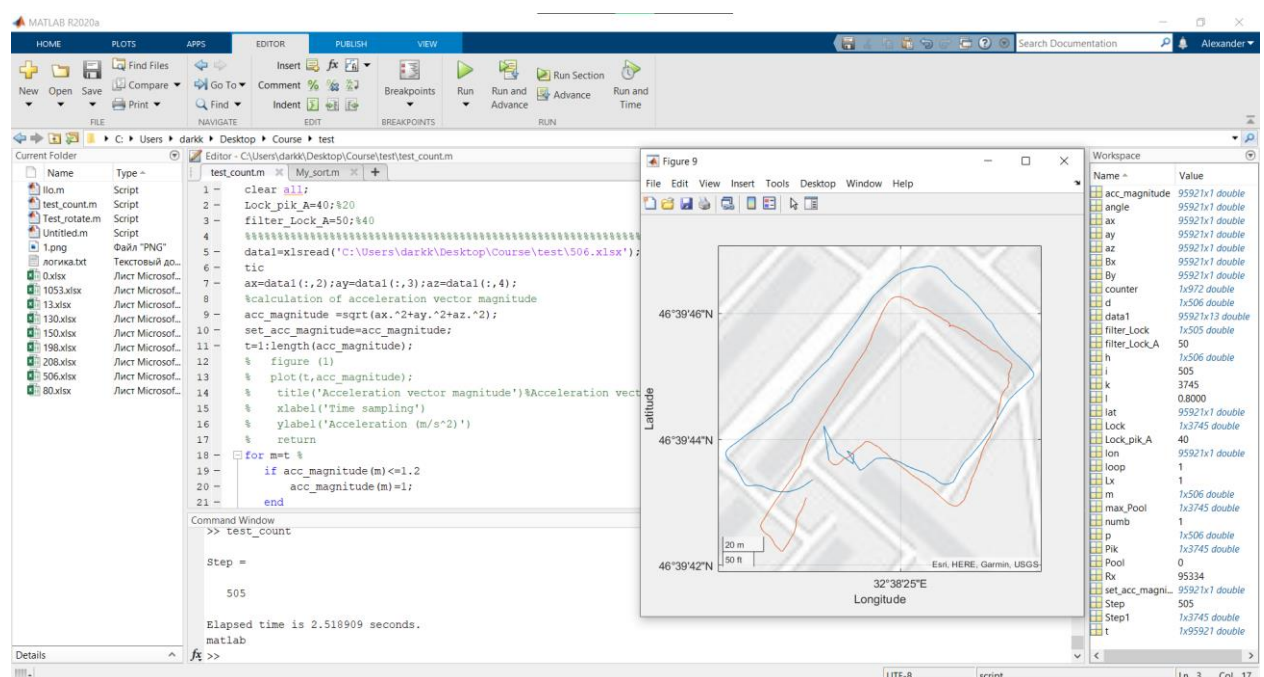 MATLAB R2020a
HOME PLOTS APPS EDITOR PUBLISH VIEW
Search Documentation
Alexander
New Open Save
Find Files
Compare
Print
FILE
Go To
Find
NAVIGATE
Insert fx
Comment %
Indent
EDIT
Breakpoints
BREAKPOINTS
Run
Run and Advance
Run Section
Advance
Run and Time
RUN
C: Users darkk Desktop Course test
Current Folder
Name Type
llo.m Script
test_count.m Script
Test_rotate.m Script
Untitled.m Script
1.png Файл "PNG"
логика.txt Текстовый до...
0.xlsx Лист Microsof...
1053.xlsx Лист Microsof...
13.xlsx Лист Microsof...
130.xlsx Лист Microsof...
150.xlsx Лист Microsof...
198.xlsx Лист Microsof...
208.xlsx Лист Microsof...
506.xlsx Лист Microsof...
80.xlsx Лист Microsof...
Details
Editor - C:\Users\darkk\Desktop\Course\test\test_count.m
test_count.m My_sort.m
1 - clear all;
2 - Lock_pik_A=40;%20
3 - filter_Lock_A=50;%40
4 %%%%%%%%%%%%%%%%%%%%%%%%%%%%%%%%%%%%%%%%%%%%%%%%%%%%%%%%%%%
5 - data1=xlsread('C:\Users\darkk\Desktop\Course\test\506.xlsx');
6 - tic
7 - ax=data1(:,2);ay=data1(:,3);az=data1(:,4);
8 %calculation of acceleration vector magnitude
9 - acc_magnitude =sqrt(ax.^2+ay.^2+az.^2);
10 - set_acc_magnitude=acc_magnitude;
11 - t=1:length(acc_magnitude);
12 % figure (1)
13 % plot(t,acc_magnitude);
14 % title('Acceleration vector magnitude')%Acceleration vect
15 % xlabel('Time sampling')
16 % ylabel('Acceleration (m/s^2)')
17 % return
18 - for m=t %
19 - if acc_magnitude(m)<=1.2
20 - acc_magnitude(m)=1;
21 - end
Command Window
>> test_count
Step =
505
Elapsed time is 2.518909 seconds.
matlab
fx >>
Figure 9
File Edit View Insert Tools Desktop Window Help
46°39'46"N
46°39'44"N
46°39'42"N
Latitude
20 m
50 ft
Esri, HERE, Garmin, USGS
32°38'25"E
Longitude
Workspace
Name Value
acc_magnitude 95921x1 double
angle 95921x1 double
ax 95921x1 double
ay 95921x1 double
az 95921x1 double
Bx 95921x1 double
By 95921x1 double
counter 1x972 double
d 1x506 double
data1 95921x13 double
filter_Lock 1x505 double
filter_Lock_A 50
h 1x506 double
i 505
k 3745
l 0.8000
lat 95921x1 double
Lock 1x3745 double
Lock_pik_A 40
lon 95921x1 double
loop 1
Lx 1
m 1x506 double
max_Pool 1x3745 double
numb 1
p 1x506 double
Pik 1x3745 double
Pool 0
Rx 95334
set_acc_magni... 95921x1 double
Step 505
Step1 1x3745 double
t 1x95921 double
UTF-8 script Ln 3 Col 17